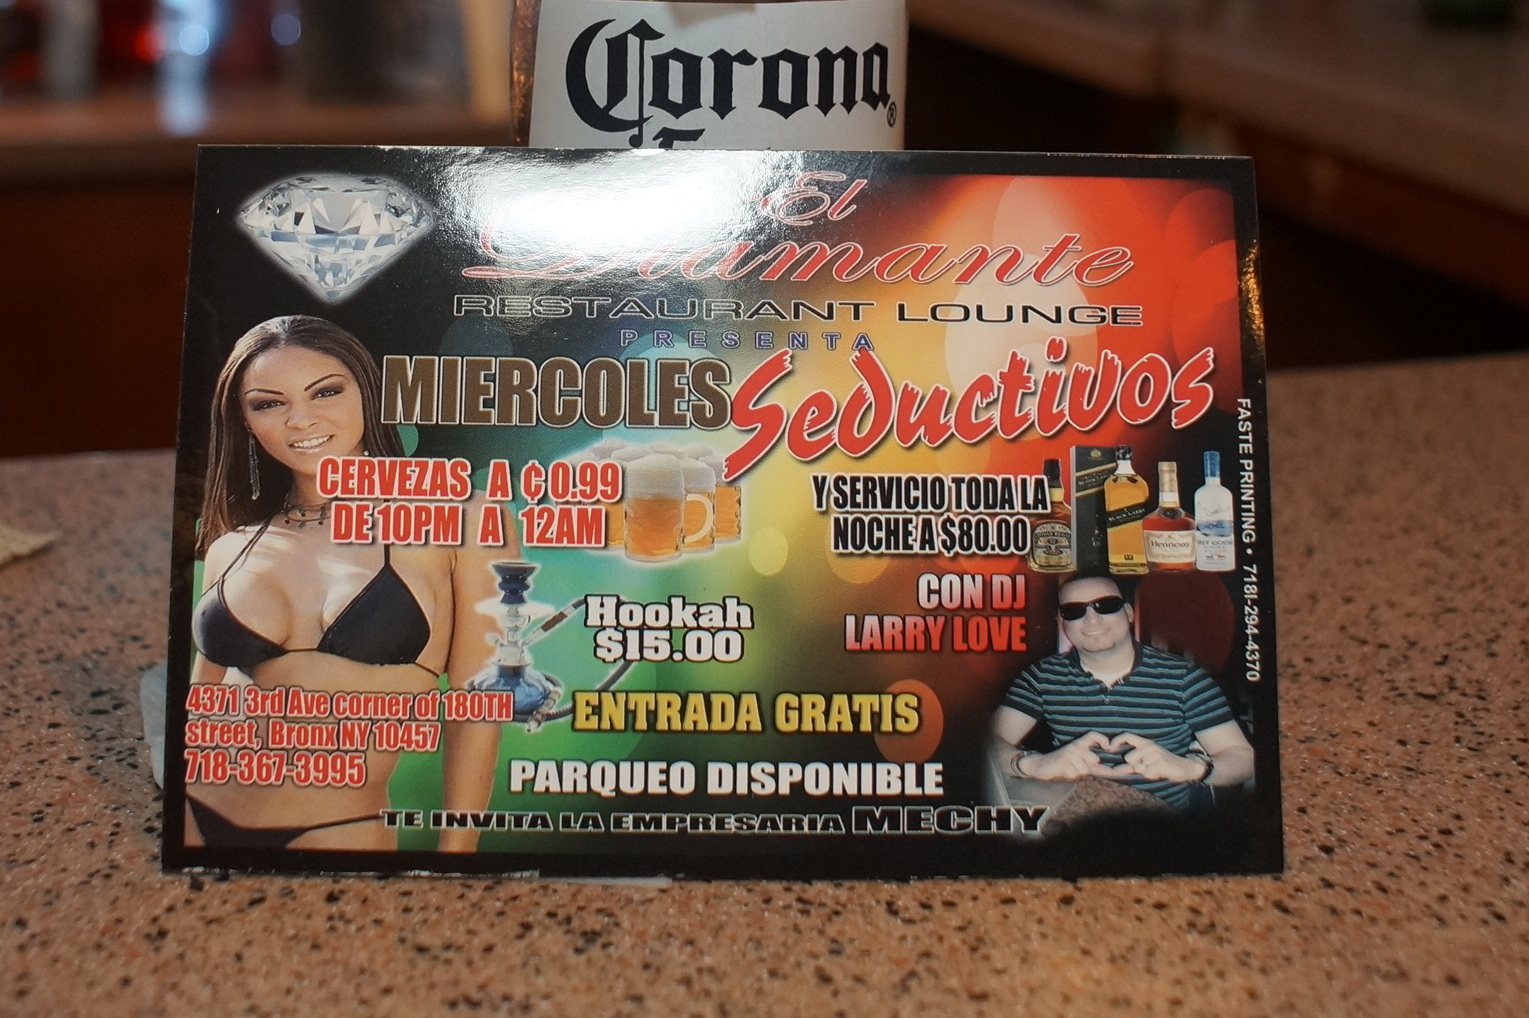 Corona
®
El
Diamante
RESTAURANT LOUNGE
PRESENTA
MIERCOLES Seductivos
CERVEZAS A ¢0.99
DE 10PM A 12AM
Y SERVICIO TODA LA
NOCHE A $80.00
Hennessy
CON DJ
LARRY LOVE
Hookah
$15.00
4371 3rd Ave corner of 180TH
street, Bronx NY 10457
718-367-3995
ENTRADA GRATIS
PARQUEO DISPONIBLE
TE INVITA LA EMPRESARIA MECHY
FASTE PRINTING • 718I-294-4370